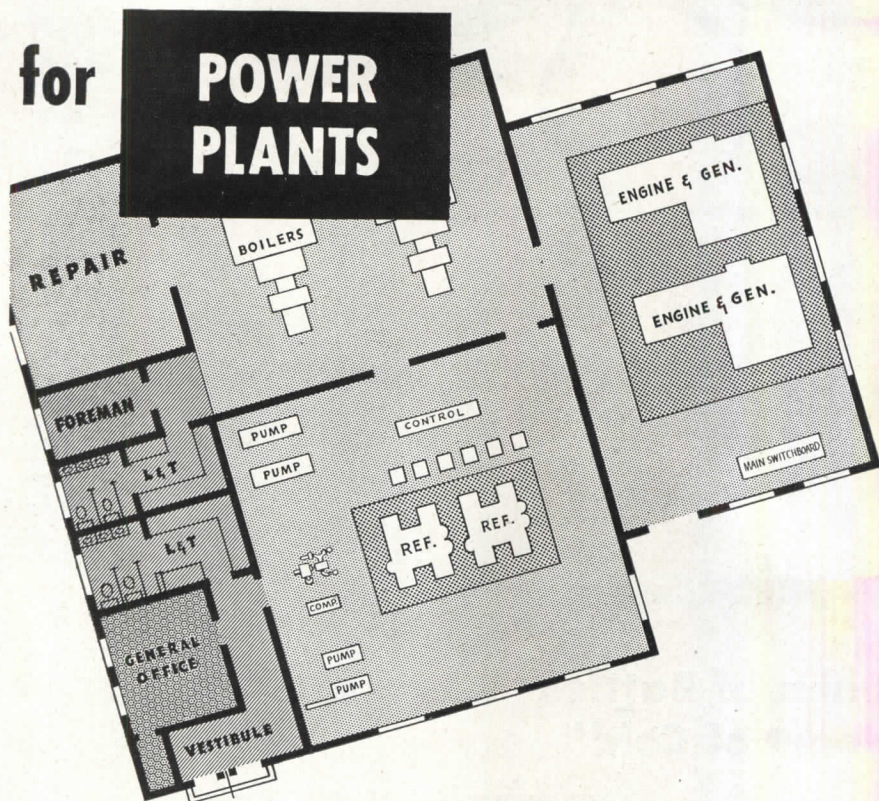 for
POWER
PLANTS
ENGINE & GEN.
BOILERS
REPAIR
ENGINE & GEN.
FOREMAN
CONTROL
PUMP
PUMP
L & T
MAIN SWITCHBOARD
REF.
REF.
L & T
COMP.
GENERAL
OFFICE
PUMP
PUMP
VESTIBULE